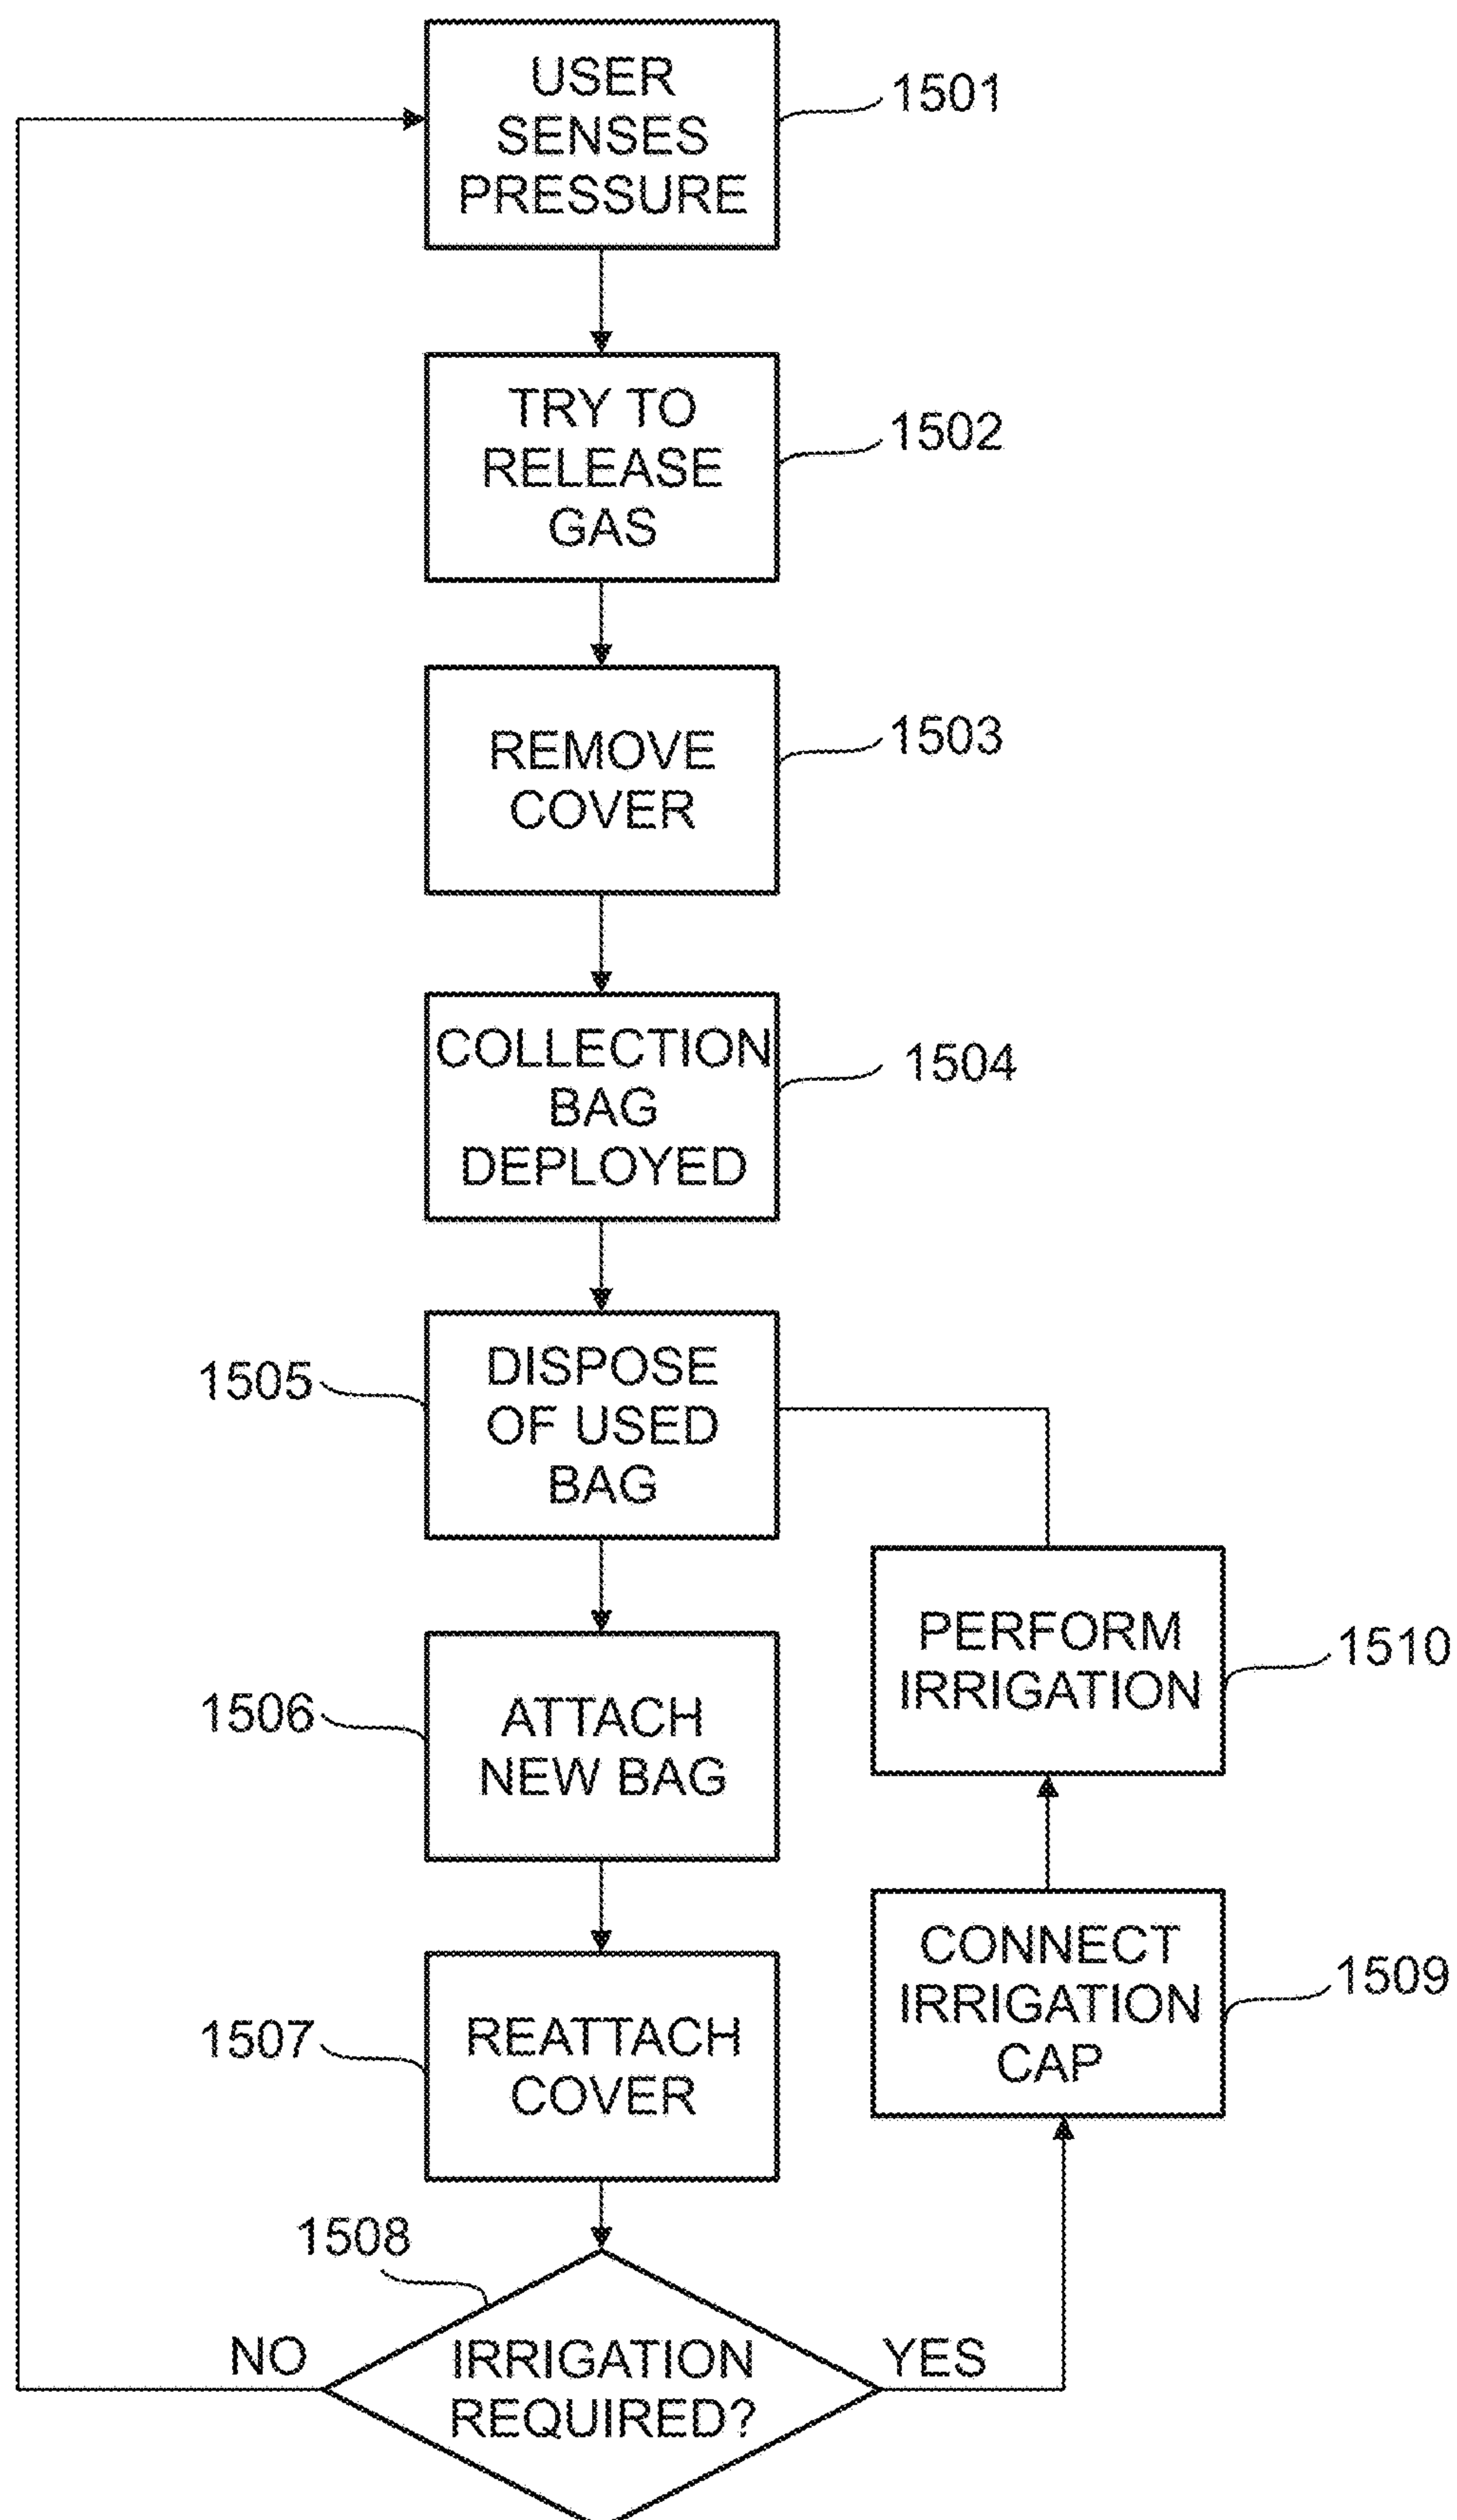 USER
SENSES
PRESSURE
1501
TRY TO
RELEASE
GAS
1502
REMOVE
COVER
1503
COLLECTION
BAG
DEPLOYED
1504
1505
DISPOSE
OF USED
BAG
1506
ATTACH
NEW BAG
PERFORM
IRRIGATION
1510
1507
REATTACH
COVER
CONNECT
IRRIGATION
CAP
1509
1508
NO
IRRIGATION
REQUIRED?
YES